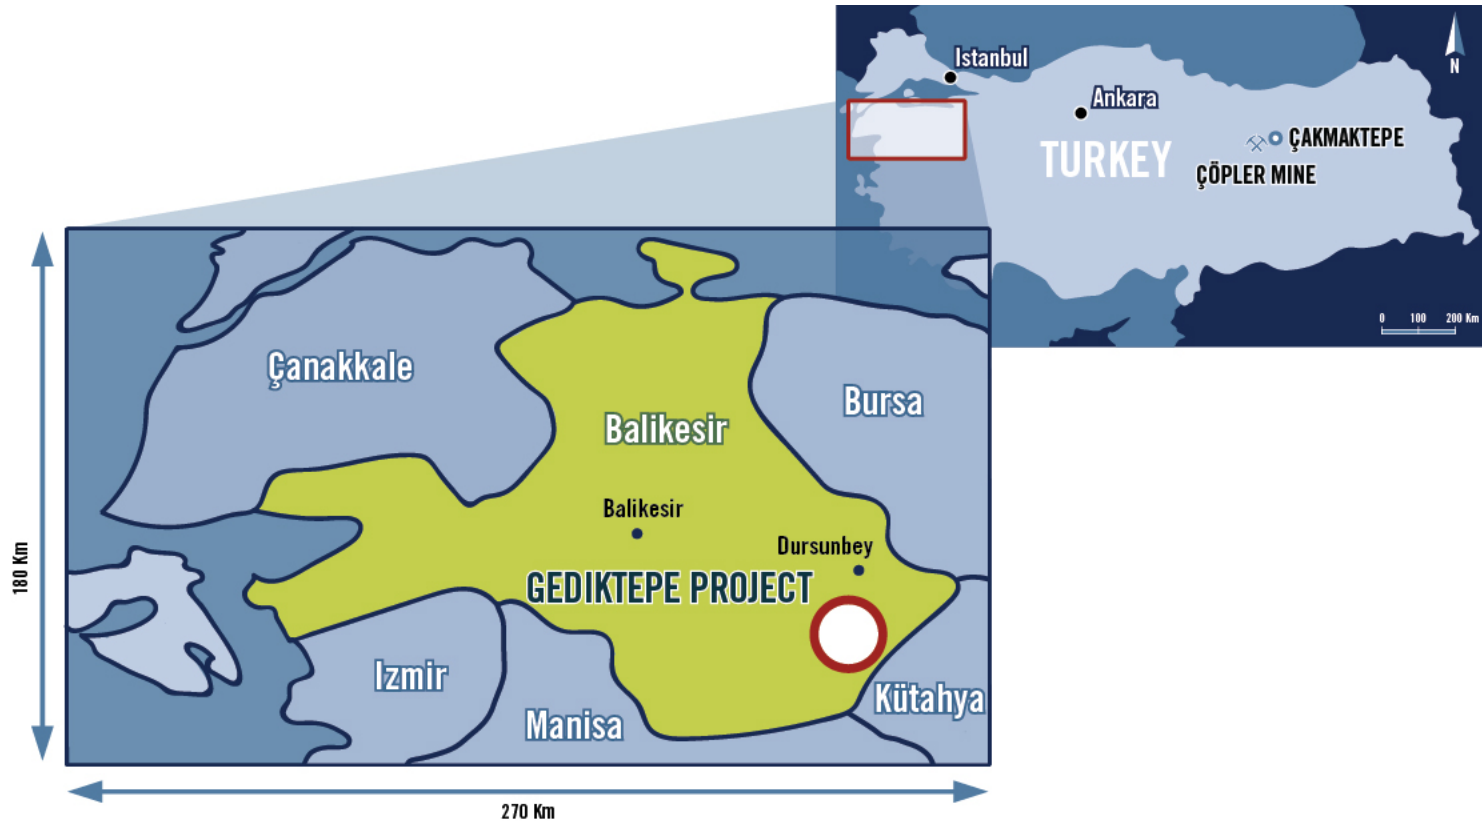 Istanbul
N
Ankara
TURKEY
ÇAKMAKTEPE
ÇÖPLER MINE
0 100 200 Km
Çanakkale
Bursa
Balikesir
Balikesir
Dursunbey
GEDIKTEPE PROJECT
180 Km
Izmir
Kütahya
Manisa
270 Km